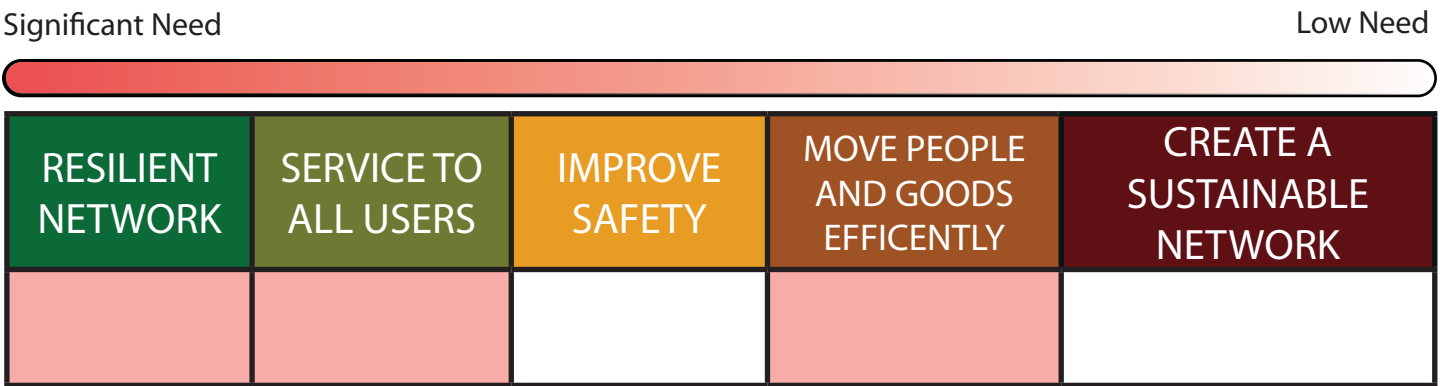 Significant Need
Low Need
RESILIENT
NETWORK
SERVICE TO
ALL USERS
IMPROVE
SAFETY
MOVE PEOPLE
AND GOODS
EFFICENTLY
CREATE A
SUSTAINABLE
NETWORK